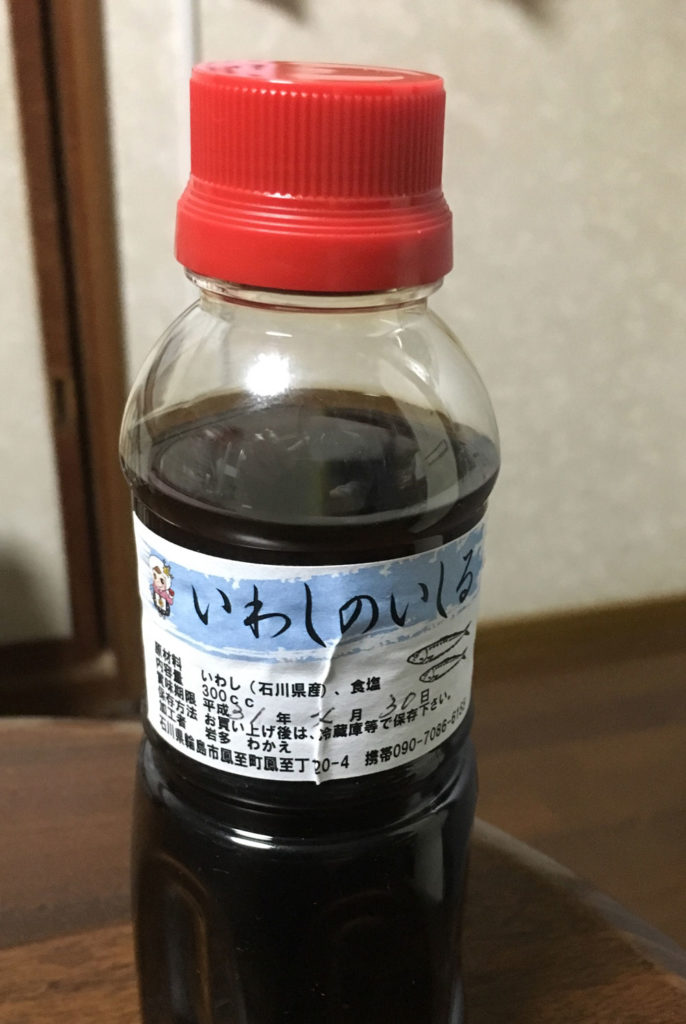 いわしのいしる
原材料 いわし（石川県産）、食塩
内容量 300cc
賞味期限 平成31年 月30日
保存方法 お買い上げ後は、冷蔵庫等で保存下さい。
加工者 岩多 わかえ
石川県輪島市鳳至町鳳至丁20-4 携帯090-7086-